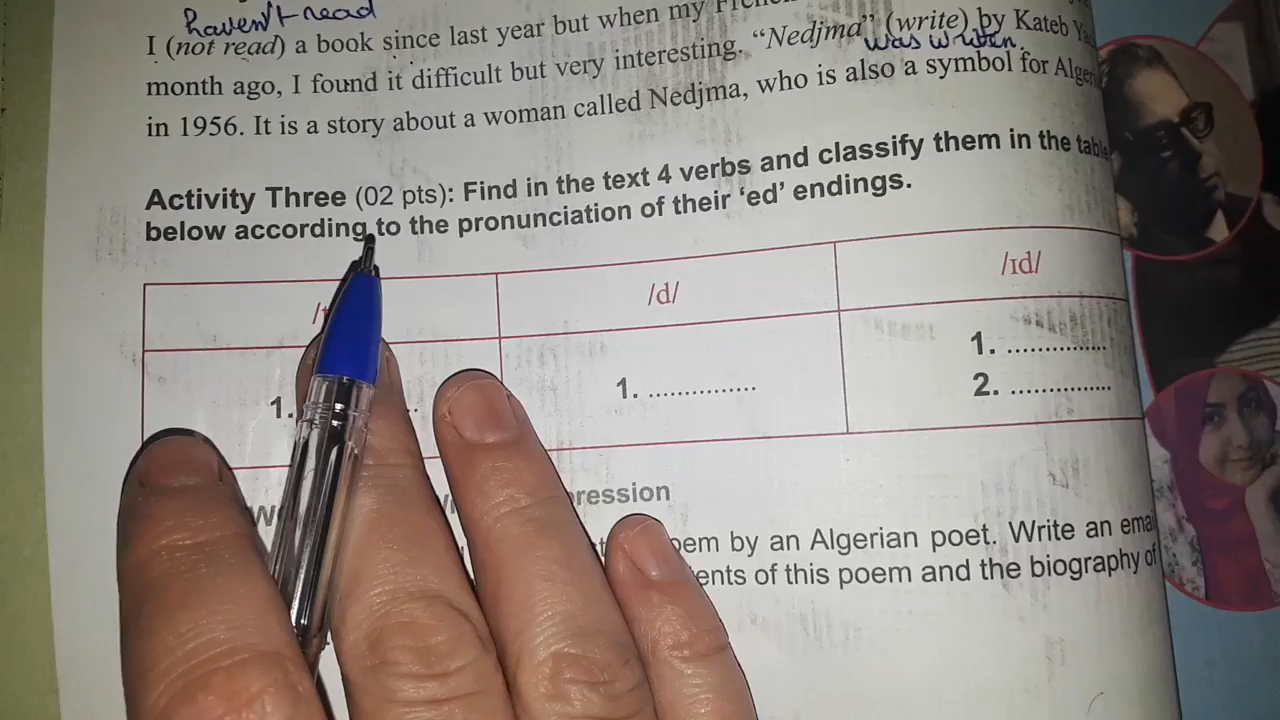 haven't read
I (not read) a book since last year but when my
month ago, I found it difficult but very interesting. “Nedjma” (write) by Kateb
was writen.
in 1956. It is a story about a woman called Nedjma, who is also a symbol for
Activity Three (02 pts): Find in the text 4 verbs and classify them in the table
below according to the pronunciation of their ‘ed’ endings.
/d/
/ɪd/
1.
1. ...............
1. ...............
2. ...............
poem by an Algerian poet. Write an email
of this poem and the biography of